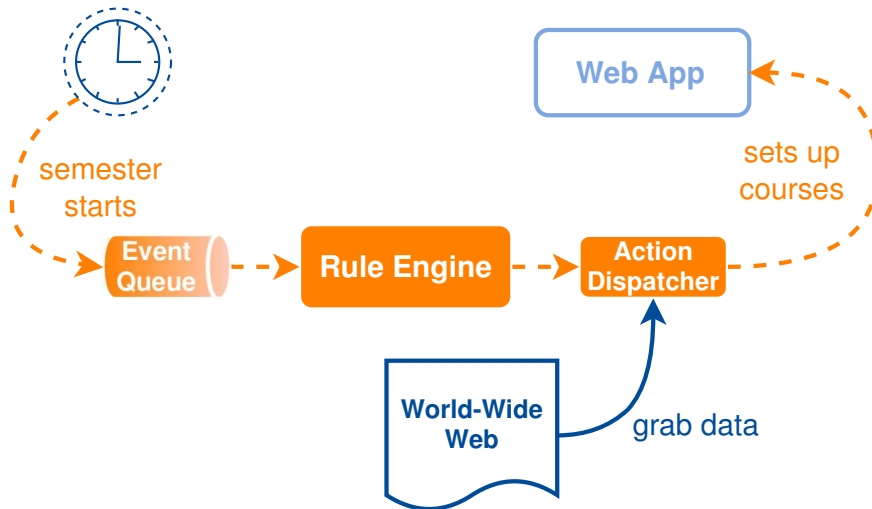 Web App
semester
starts
sets up
courses
Event
Queue
Rule Engine
Action
Dispatcher
World-Wide
Web
grab data